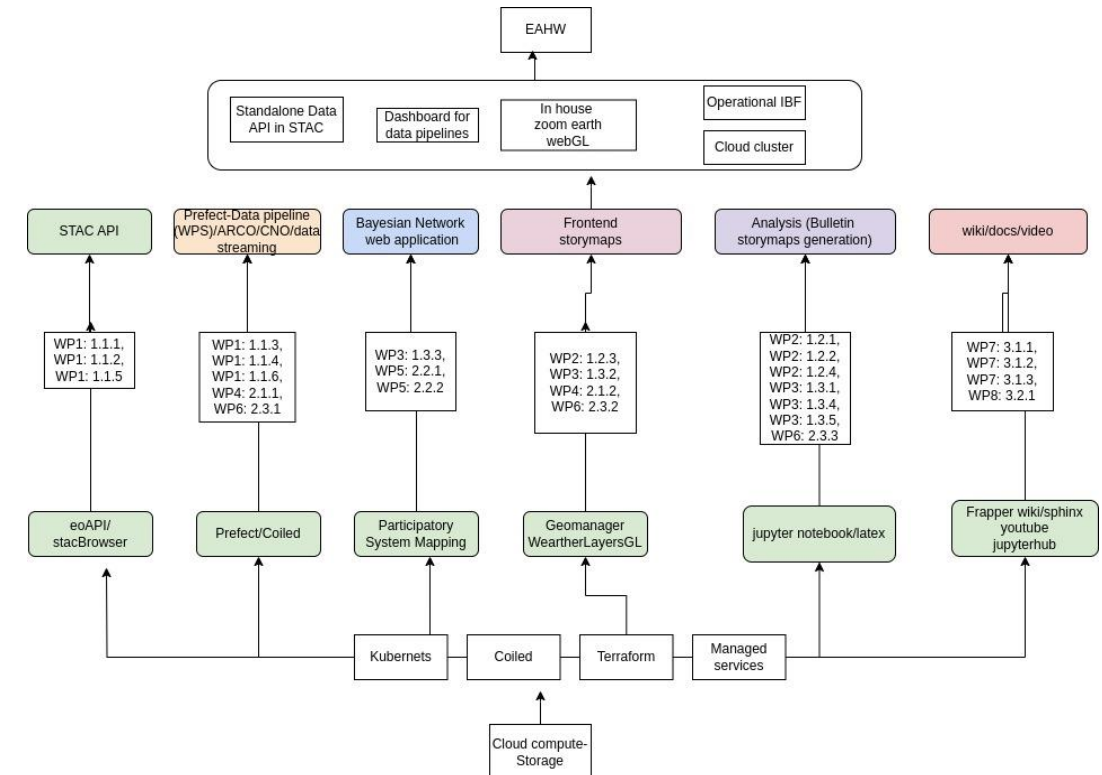 EAHW
Standalone Data
API in STAC
Dashboard for
data pipelines
In house
zoom earth
webGL
Operational IBF
Cloud cluster
STAC API
Prefect-Data pipeline
(WPS)/ARCO/CNO/data
streaming
Bayesian Network
web application
Frontend
storymaps
Analysis (Bulletin
storymaps generation)
wiki/docs/video
WP1: 1.1.1,
WP1: 1.1.2,
WP1: 1.1.5
WP1: 1.1.3,
WP1: 1.1.4,
WP1: 1.1.6,
WP4: 2.1.1,
WP6: 2.3.1
WP3: 1.3.3,
WP5: 2.2.1,
WP5: 2.2.2
WP2: 1.2.3,
WP3: 1.3.2,
WP4: 2.1.2,
WP6: 2.3.2
WP2: 1.2.1,
WP2: 1.2.2,
WP2: 1.2.4,
WP3: 1.3.1,
WP3: 1.3.4,
WP3: 1.3.5,
WP6: 2.3.3
WP7: 3.1.1,
WP7: 3.1.2,
WP7: 3.1.3,
WP8: 3.2.1
eoAPI/
stacBrowser
Prefect/Coiled
Participatory
System Mapping
Geomanager
WeartherLayersGL
jupyter notebook/latex
Frapper wiki/sphinx
youtube
jupyterhub
Kubernets
Coiled
Terraform
Managed
services
Cloud compute-
Storage